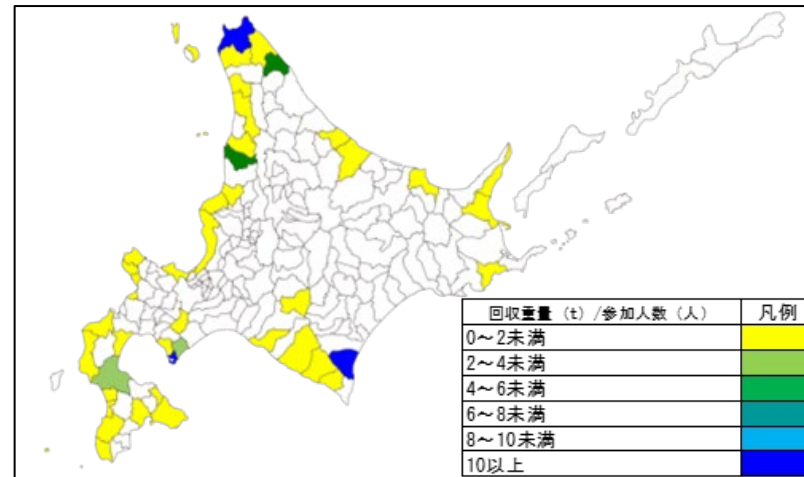 回収重量（t）/参加人数（人） 凡例
0～2未満
2～4未満
4～6未満
6～8未満
8～10未満
10以上